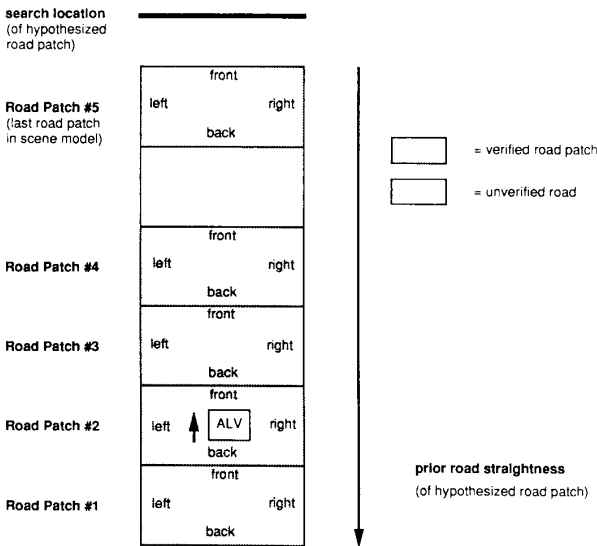 search location
(of hypothesized
road patch)
front
Road Patch #5
left
right
(last road patch
in scene model)
back
= verified road patch
= unverified road
front
Road Patch #4
left
right
back
front
Road Patch #3
left
right
back
front
Road Patch #2
left
ALV
right
back
front
prior road straightness
(of hypothesized road patch)
Road Patch #1
left
right
back